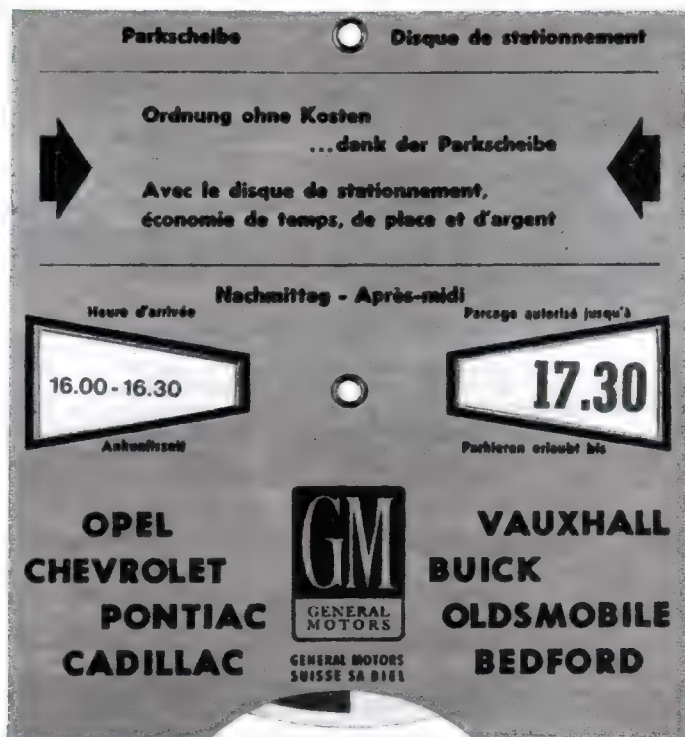 Parkscheibe Disque de stationnement
Ordnung ohne Kosten
...dank der Parkscheibe
Avec le disque de stationnement,
économie de temps, de place et d'argent
Nachmittag - Après-midi
Heure d'arrivée
16.00-16.30
Ankunftszeit
Parcage autorisé jusqu'à
17.30
Parkieren erlaubt bis
OPEL
CHEVROLET
PONTIAC
CADILLAC
GM
GENERAL
MOTORS
GENERAL MOTORS
SUISSE SA BIEL
VAUXHALL
BUICK
OLDSMOBILE
BEDFORD